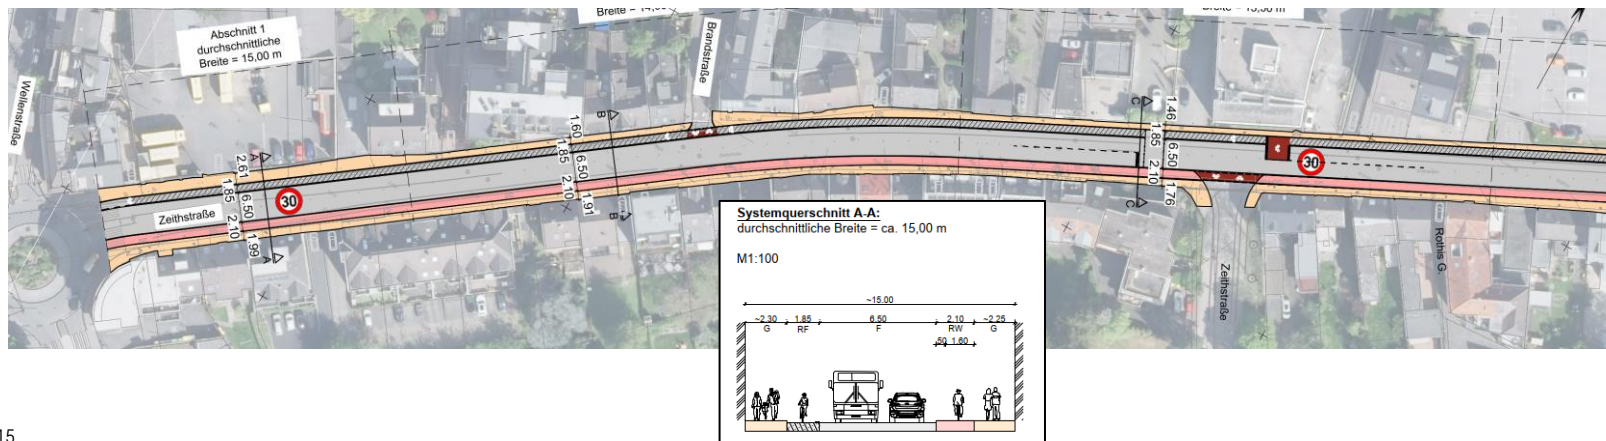 Abschnitt 1
durchschnittliche
Breite = 15,00 m
Wellenstraße
Brandstraße
2.61
A
1.85
6.50
2.10
1.99
A
30
Zeithstraße
1.60
B
1.85
6.50
2.10
1.91
B
C
1.46
1.85
6.50
2.10
1.76
C
30
Zeithstraße
Rothis G.
Systemquerschnitt A-A:
durchschnittliche Breite = ca. 15,00 m
M1:100
~15.00
~2.30 1.85 6.50 2.10 ~2.25
G RF F RW G
.50 1.60
15